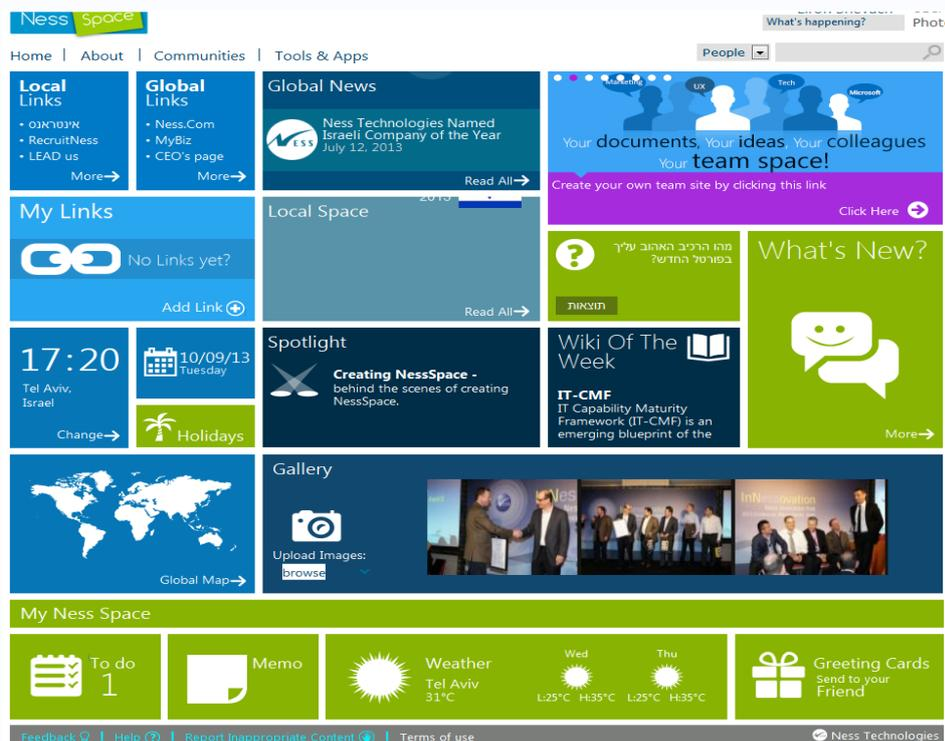 Ness Space
What's happening?
Home | About | Communities | Tools & Apps
People
Local
Links
• אינטראנט
• RecruitNess
• LEAD us
More
Global
Links
• Ness.Com
• MyBiz
• CEO's page
More
Global News
NESS
Ness Technologies Named
Israeli Company of the Year
July 12, 2013
Read All
Marketing
UX
Tech
Microsoft
Your documents, Your ideas, Your colleagues
Your team space!
Create your own team site by clicking this link
Click Here
My Links
No Links yet?
Add Link
Local Space
2013
Read All
מהו הרכיב האהוב עליך
בפורטל החדש?
תוצאות
What's New?
More
17:20
Tel Aviv,
Israel
Change
10/09/13
Tuesday
Holidays
Spotlight
Creating NessSpace -
behind the scenes of creating
NessSpace.
Wiki Of The
Week
IT-CMF
IT Capability Maturity
Framework (IT-CMF) is an
emerging blueprint of the
Global Map
Gallery
Upload Images:
browse
My Ness Space
To do
1
Memo
Weather
Tel Aviv
31°C
Wed
L:25°C H:35°C
Thu
L:25°C H:35°C
Greeting Cards
Send to your
Friend
Feedback | Help | Report Inappropriate Content | Terms of use
Ness Technologies